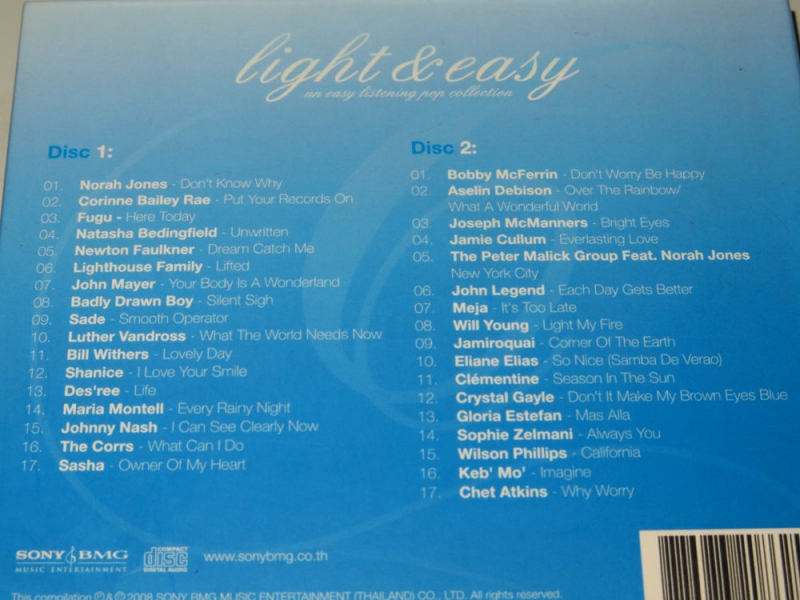 light & easy
an easy listening pop collection
Disc 1:
01. Norah Jones - Don't Know Why
02. Corinne Bailey Rae - Put Your Records On
03. Fugu - Here Today
04. Natasha Bedingfield - Unwritten
05. Newton Faulkner - Dream Catch Me
06. Lighthouse Family - Lifted
07. John Mayer - Your Body Is A Wonderland
08. Badly Drawn Boy - Silent Sigh
09. Sade - Smooth Operator
10. Luther Vandross - What The World Needs Now
11. Bill Withers - Lovely Day
12. Shanice - I Love Your Smile
13. Des'ree - Life
14. Maria Montell - Every Rainy Night
15. Johnny Nash - I Can See Clearly Now
16. The Corrs - What Can I Do
17. Sasha - Owner Of My Heart
Disc 2:
01. Bobby McFerrin - Don't Worry Be Happy
02. Aselin Debison - Over The Rainbow/
What A Wonderful World
03. Joseph McManners - Bright Eyes
04. Jamie Cullum - Everlasting Love
05. The Peter Malick Group Feat. Norah Jones
New York City
06. John Legend - Each Day Gets Better
07. Meja - It's Too Late
08. Will Young - Light My Fire
09. Jamiroquai - Corner Of The Earth
10. Eliane Elias - So Nice (Samba De Verao)
11. Clémentine - Season In The Sun
12. Crystal Gayle - Don't It Make My Brown Eyes Blue
13. Gloria Estefan - Mas Alla
14. Sophie Zelmani - Always You
15. Wilson Phillips - California
16. Keb' Mo' - Imagine
17. Chet Atkins - Why Worry
SONY BMG
MUSIC ENTERTAINMENT
COMPACT
disc
DIGITAL AUDIO
www.sonybmg.co.th
This compilation ℗ & © 2008 SONY BMG MUSIC ENTERTAINMENT (THAILAND) CO., LTD. All rights reserved.